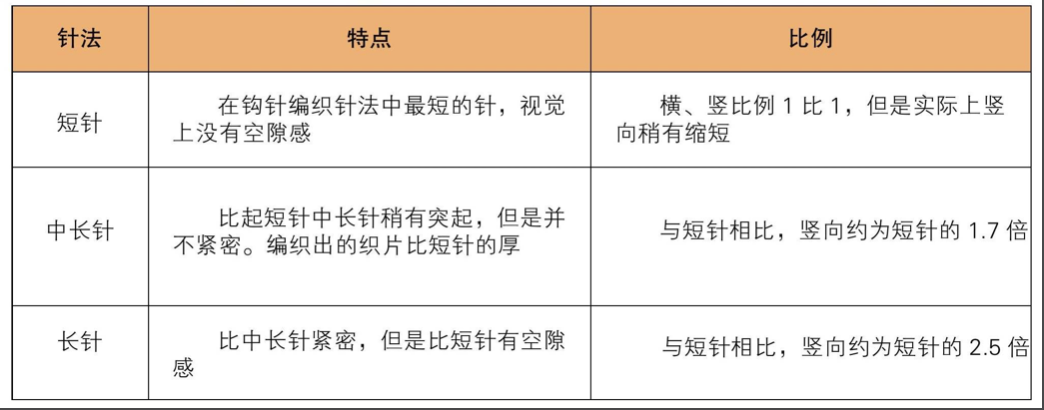 针法 特点 比例
短针
在钩针编织针法中最短的针，视觉
上没有空隙感
横、竖比例 1 比 1，但是实际上竖
向稍有缩短
中长针
比起短针中长针稍有突起，但是并
不紧密。编织出的织片比短针的厚
与短针相比，竖向约为短针的 1.7 倍
长针
比中长针紧密，但是比短针有空隙
感
与短针相比，竖向约为短针的 2.5 倍